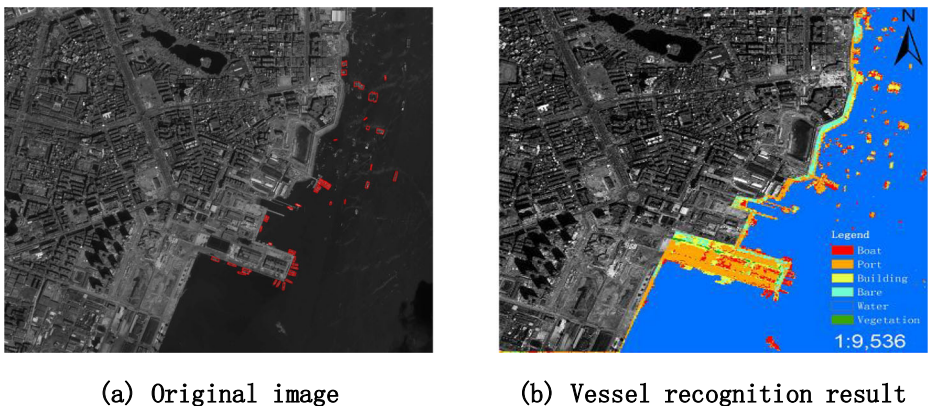 N
Legend
Boat
Port
Building
Bare
Water
Vegetation
1:9,536
(a) Original image
(b) Vessel recognition result